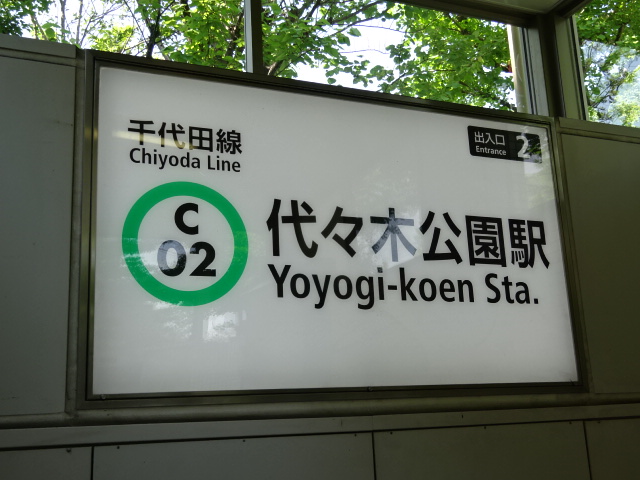 千代田線
Chiyoda Line
出入口
Entrance
2
C
02
代々木公園駅
Yoyogi-koen Sta.